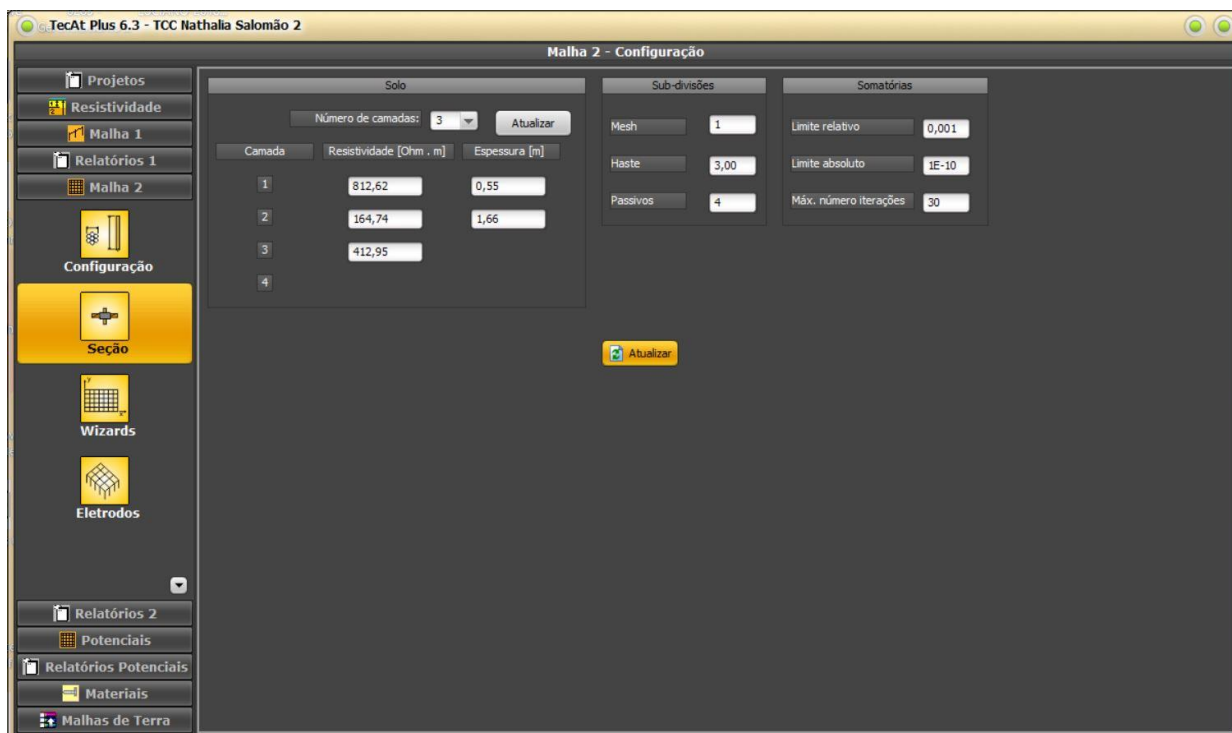 TecAt Plus 6.3 - TCC Nathalia Salomão 2
Malha 2 - Configuração
Projetos
Resistividade
Malha 1
Relatórios 1
Malha 2
Configuração
Seção
Wizards
Eletrodos
Relatórios 2
Potenciais
Relatórios Potenciais
Materiais
Malhas de Terra
Solo
Número de camadas: 3 Atualizar
Camada Resistividade [Ohm . m] Espessura [m]
1 812,62 0,55
2 164,74 1,66
3 412,95
4
Sub-divisões
Mesh 1
Haste 3,00
Passivos 4
Somatórias
Limite relativo 0,001
Limite absoluto 1E-10
Máx. número iterações 30
Atualizar